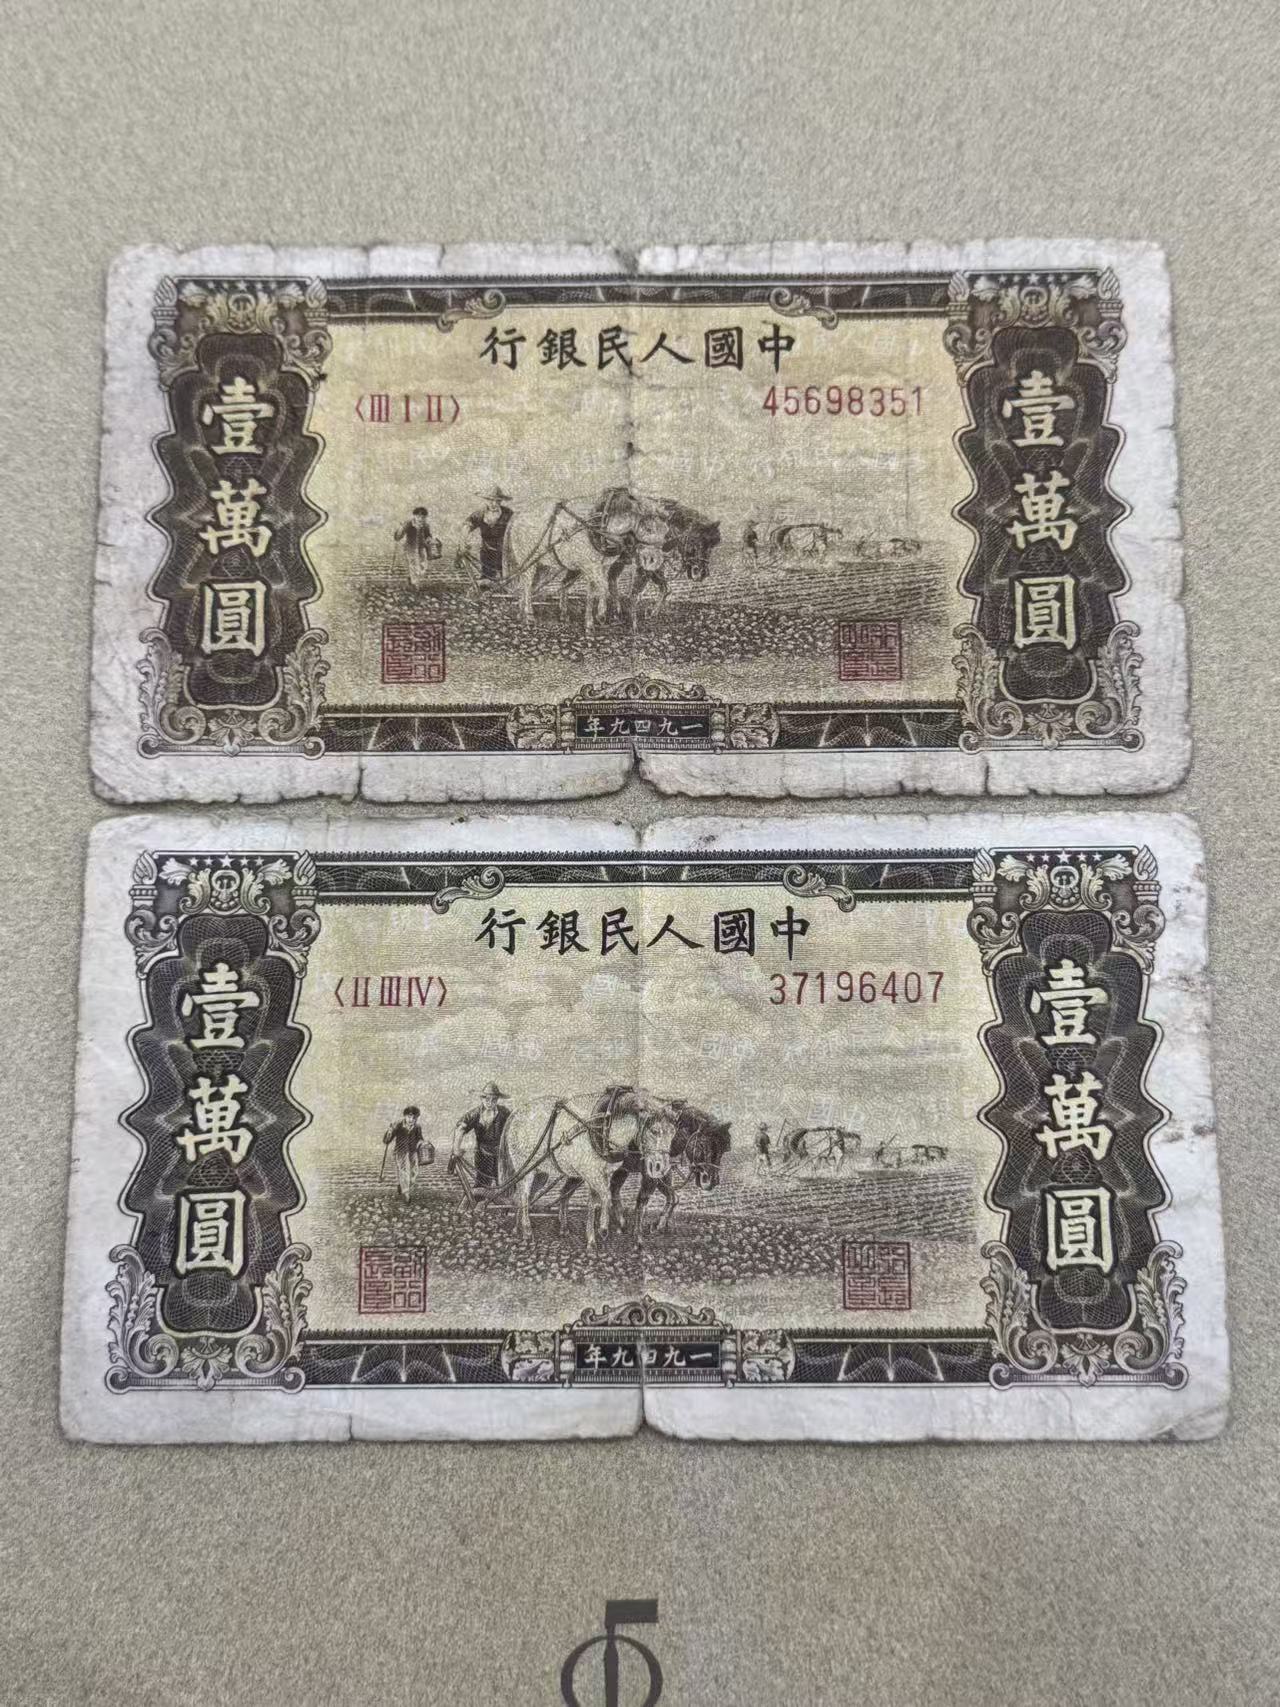 中國人民銀行
〈III I II〉 45698351
壹萬圓
壹萬圓
一九四九年
中國人民銀行
〈II III IV〉 37196407
壹萬圓
壹萬圓
一九四九年